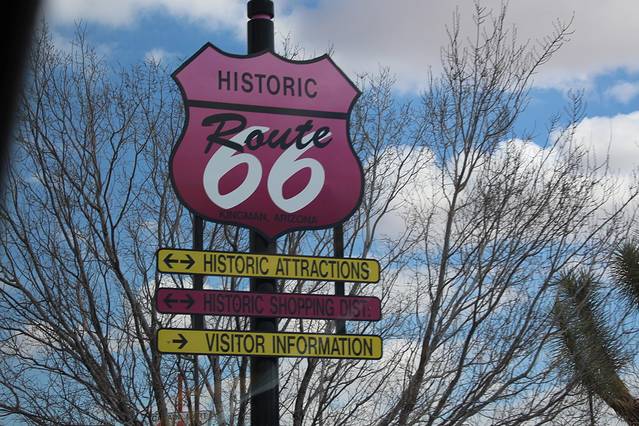 HISTORIC
Route
66
KINGMAN, ARIZONA
←→ HISTORIC ATTRACTIONS
←→ HISTORIC SHOPPING DIST.
→ VISITOR INFORMATION